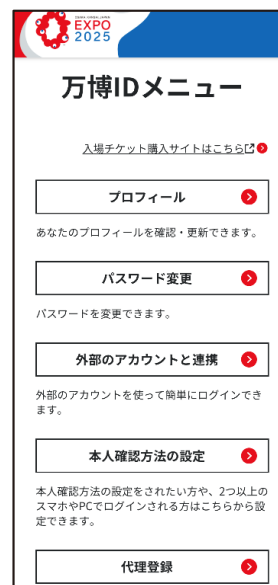 OSAKA, KANSAI, JAPAN
EXPO
2025
万博IDメニュー
入場チケット購入サイトはこちら
プロフィール
あなたのプロフィールを確認・更新できます。
パスワード変更
パスワードを変更できます。
外部のアカウントと連携
外部のアカウントを使って簡単にログインでき
ます。
本人確認方法の設定
本人確認方法の設定をされたい方や、2つ以上の
スマホやPCでログインされる方はこちらから設
定できます。
代理登録